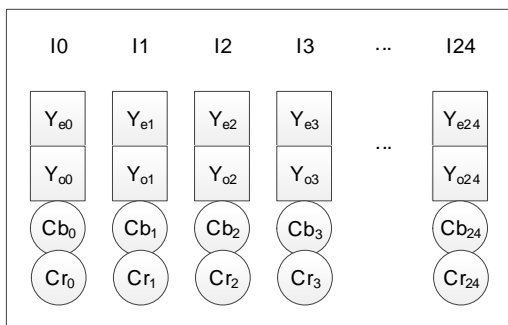 I0 I1 I2 I3 ... I24
Yₑ₀ Yₑ₁ Yₑ₂ Yₑ₃ Yₑ₂₄
...
Yₒ₀ Yₒ₁ Yₒ₂ Yₒ₃ Yₒ₂₄
Cb₀ Cb₁ Cb₂ Cb₃ Cb₂₄
Cr₀ Cr₁ Cr₂ Cr₃ Cr₂₄